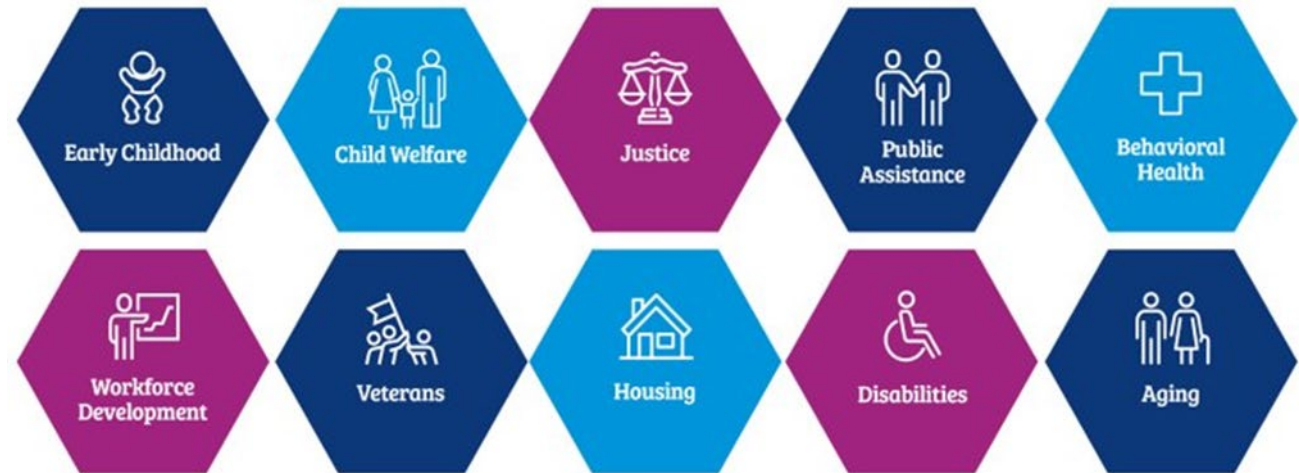 Early Childhood
Child Welfare
Justice
Public
Assistance
Behavioral
Health
Workforce
Development
Veterans
Housing
Disabilities
Aging